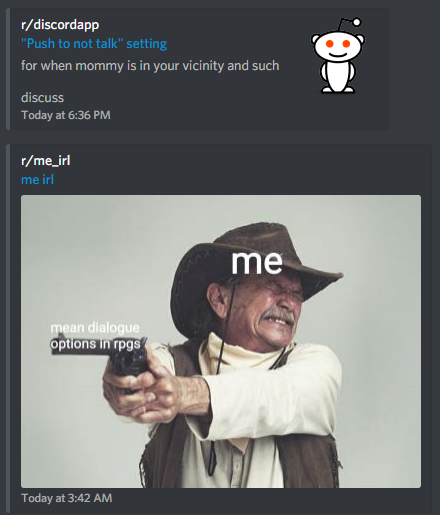 r/discordapp
"Push to not talk" setting
for when mommy is in your vicinity and such
discuss
Today at 6:36 PM
r/me_irl
me irl
me
mean dialogue
options in rpgs
Today at 3:42 AM